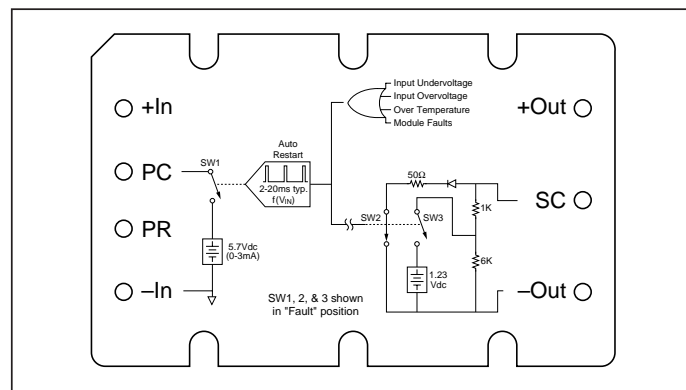 +In
PC
PR
–In
SW1
5.7Vdc
(0-3mA)
Auto
Restart
2-20ms typ.
f(VIN)
Input Undervoltage
Input Overvoltage
Over Temperature
Module Faults
50Ω
SW2
SW3
1K
6K
1.23
Vdc
SW1, 2, & 3 shown
in "Fault" position
+Out
SC
–Out